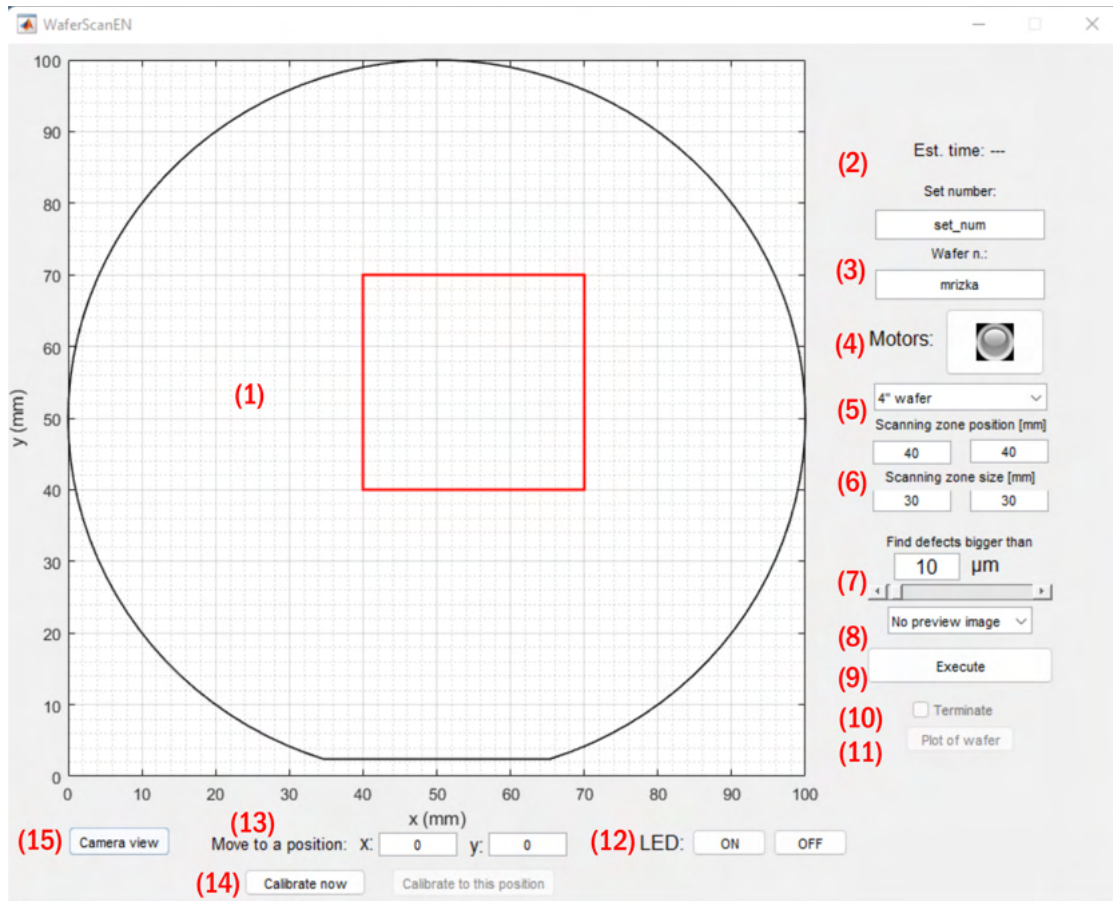 WaferScanEN
100
90
80
70
60
50
40
30
20
10
0
y (mm)
(1)
0 10 20 30 40 50 60 70 80 90 100
x (mm)
(2) Est. time: ---
Set number:
set_num
Wafer n.:
(3) mrizka
(4) Motors:
(5) 4" wafer
Scanning zone position [mm]
40 40
(6) Scanning zone size [mm]
30 30
Find defects bigger than
10 µm
(7)
(8) No preview image
(9) Execute
(10) Terminate
(11) Plot of wafer
(13)
(15) Camera view Move to a position: x: 0 y: 0 (12) LED: ON OFF
(14) Calibrate now Calibrate to this position